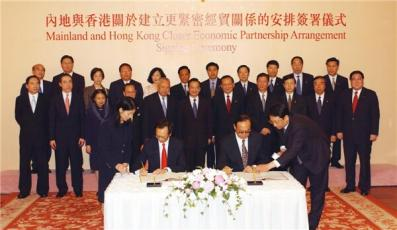 內地與香港關於建立更緊密經貿關係的安排簽署儀式
Mainland and Hong Kong Closer Economic Partnership Arrangement
Signing Ceremony